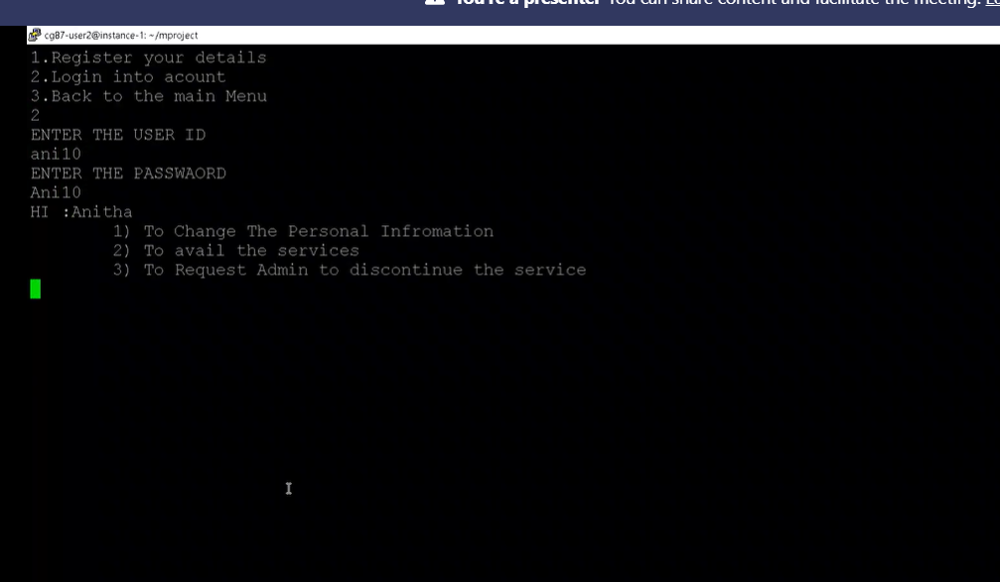 You're a presenter You can share content and facilitate the meeting.
cg87-user2@instance-1: ~/mproject
1.Register your details
2.Login into acount
3.Back to the main Menu
2
ENTER THE USER ID
ani10
ENTER THE PASSWAORD
Ani10
HI :Anitha
1) To Change The Personal Infromation
2) To avail the services
3) To Request Admin to discontinue the service